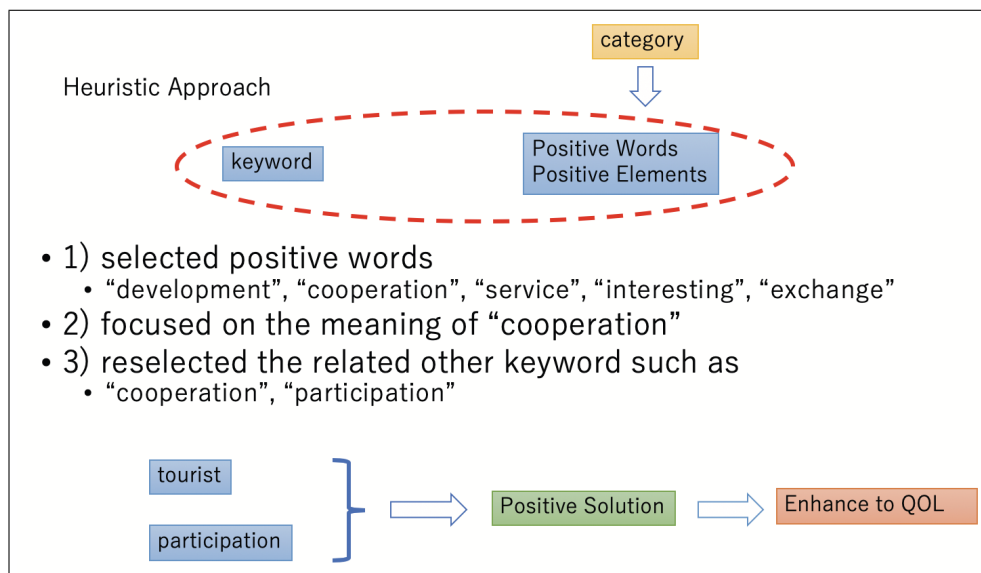 category
Heuristic Approach
keyword
Positive Words
Positive Elements
• 1) selected positive words
• “development”, “cooperation”, “service”, “interesting”, “exchange”
• 2) focused on the meaning of “cooperation”
• 3) reselected the related other keyword such as
• “cooperation”, “participation”
tourist
participation
Positive Solution
Enhance to QOL